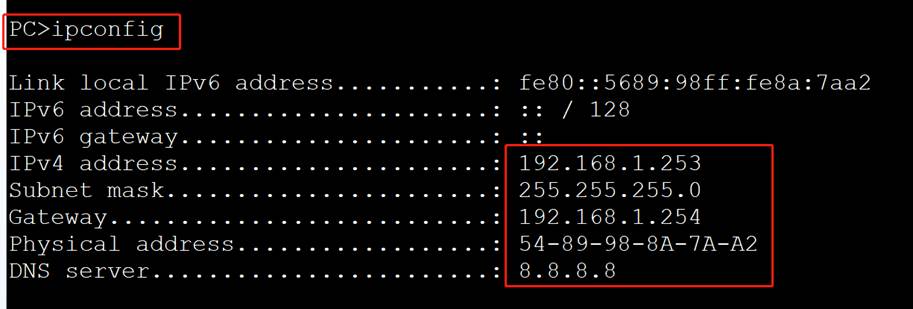 PC>ipconfig
Link local IPv6 address...........: fe80::5689:98ff:fe8a:7aa2
IPv6 address......................: :: / 128
IPv6 gateway......................: ::
IPv4 address......................: 192.168.1.253
Subnet mask.......................: 255.255.255.0
Gateway...........................: 192.168.1.254
Physical address..................: 54-89-98-8A-7A-A2
DNS server........................: 8.8.8.8